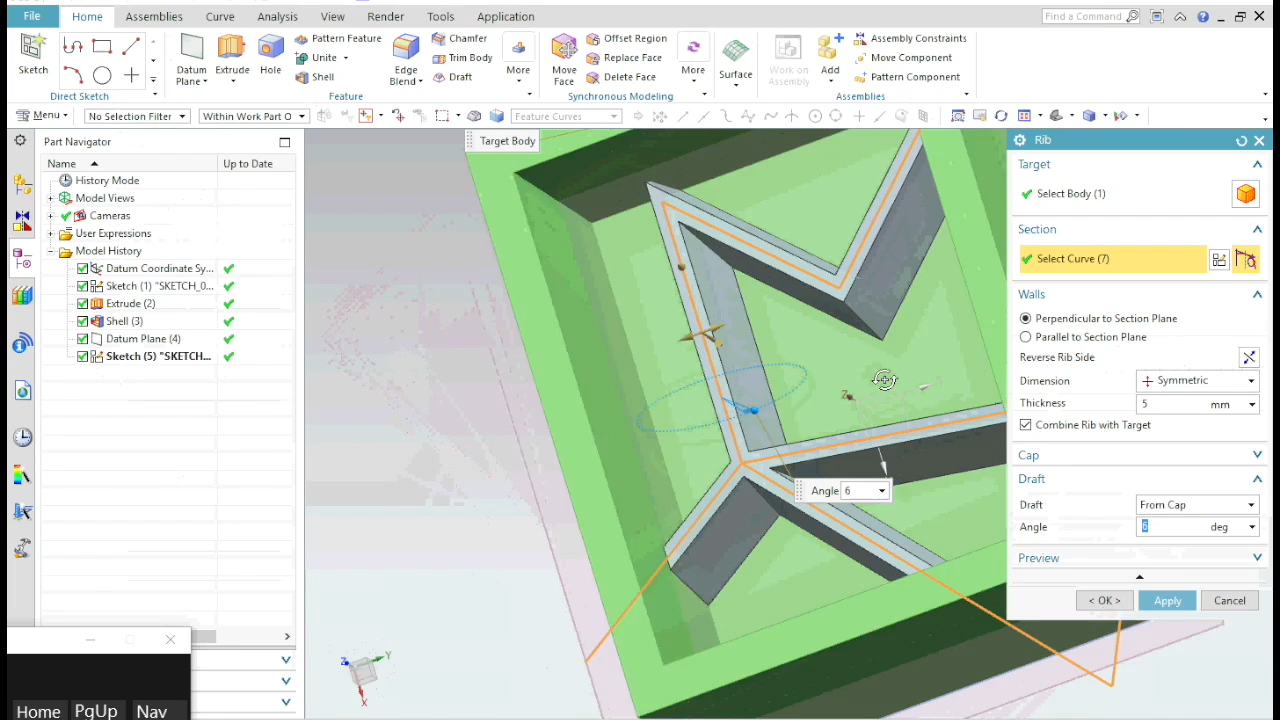 File Home Assemblies Curve Analysis View Render Tools Application Find a Command
Sketch Datum Plane Extrude Hole Pattern Feature Unite Shell Edge Blend Chamfer Trim Body Draft More Move Face Offset Region Replace Face Delete Face More Surface Work on Assembly Add Assembly Constraints Move Component Pattern Component
Direct Sketch Feature Synchronous Modeling Assemblies
Menu No Selection Filter Within Work Part O Feature Curves
Part Navigator
Name Up to Date
History Mode
Model Views
Cameras
User Expressions
Model History
Datum Coordinate Sy...
Sketch (1) "SKETCH_0...
Extrude (2)
Shell (3)
Datum Plane (4)
Sketch (5) "SKETCH...
Home PgUp Nav
Target Body
Z
Angle 6
Z Y
X
Rib
Target
Select Body (1)
Section
Select Curve (7)
Walls
Perpendicular to Section Plane
Parallel to Section Plane
Reverse Rib Side
Dimension Symmetric
Thickness 5 mm
Combine Rib with Target
Cap
Draft
Draft From Cap
Angle 6 deg
Preview
< OK > Apply Cancel